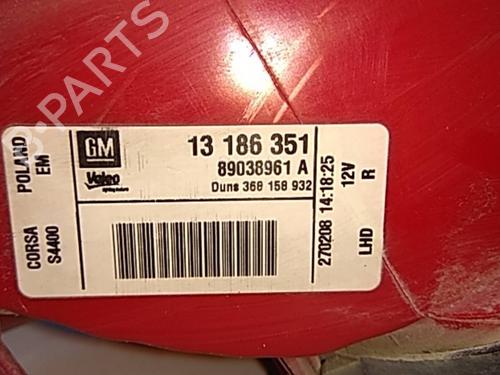 B-PARTS
POLAND
EM
CORSA
S4400
GM
Valeo
13 186 351
89038961 A
Duns 368 158 932
270208 14:18:25
12V
R
LHD